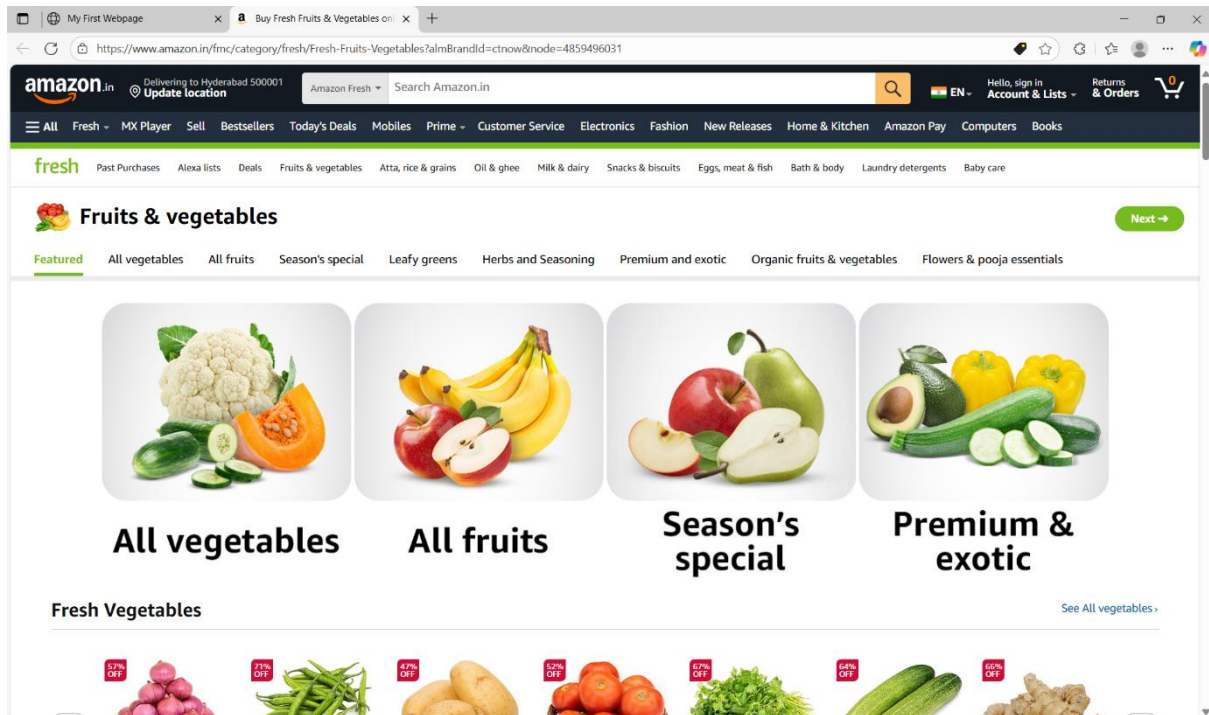 My First Webpage
Buy Fresh Fruits & Vegetables onl
https://www.amazon.in/fmc/category/fresh/Fresh-Fruits-Vegetables?almBrandId=ctnow&node=4859496031
amazon.in
Delivering to Hyderabad 500001
Update location
Amazon Fresh
Search Amazon.in
EN
Hello, sign in
Account & Lists
Returns
& Orders
0
All Fresh MX Player Sell Bestsellers Today's Deals Mobiles Prime Customer Service Electronics Fashion New Releases Home & Kitchen Amazon Pay Computers Books
fresh Past Purchases Alexa lists Deals Fruits & vegetables Atta, rice & grains Oil & ghee Milk & dairy Snacks & biscuits Eggs, meat & fish Bath & body Laundry detergents Baby care
Fruits & vegetables
Next →
Featured All vegetables All fruits Season's special Leafy greens Herbs and Seasoning Premium and exotic Organic fruits & vegetables Flowers & pooja essentials
All vegetables
All fruits
Season's
special
Premium &
exotic
Fresh Vegetables
See All vegetables ›
57%
OFF
71%
OFF
47%
OFF
52%
OFF
67%
OFF
64%
OFF
66%
OFF